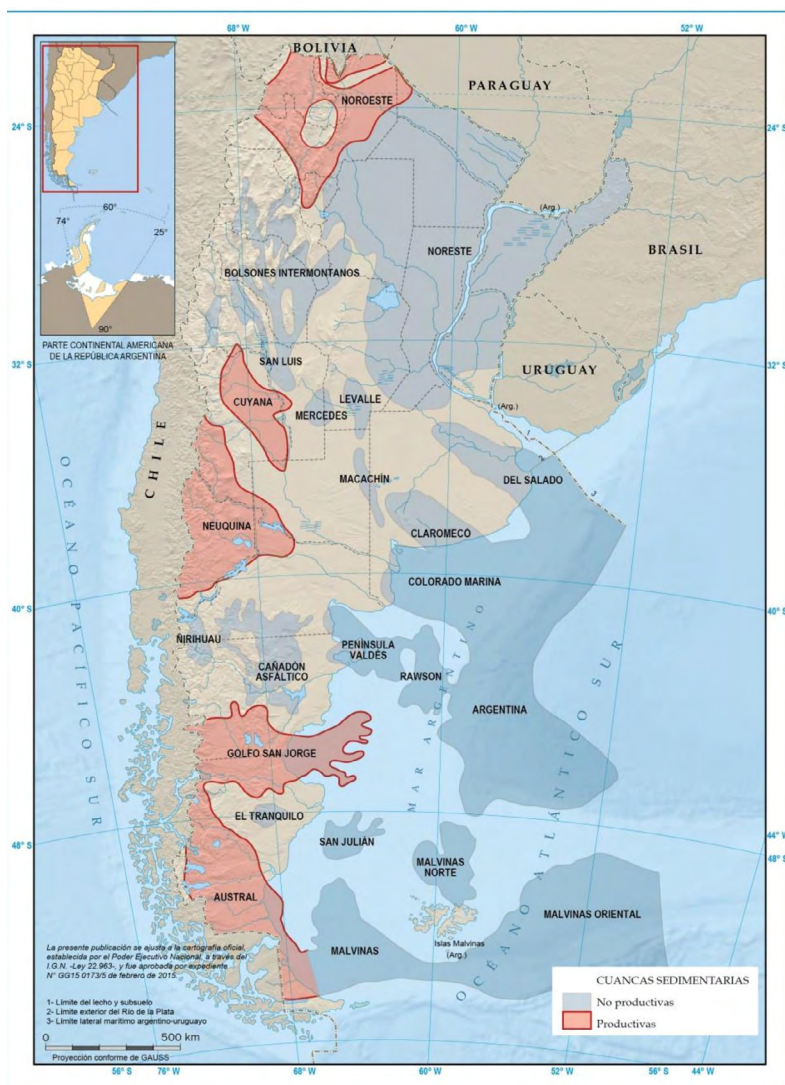 68° W
60° W
52° W
BOLIVIA
PARAGUAY
NOROESTE
24° S
24° S
60°
74°
25°
90°
PARTE CONTINENTAL AMERICANA
DE LA REPÚBLICA ARGENTINA
(Arg.)
NORESTE
BRASIL
BOLSONES INTERMONTANOS
32° S
32° S
SAN LUIS
URUGUAY
CUYANA
LEVALLE
MERCEDES
(Arg.)
1
2
3
CHILE
MACACHÍN
DEL SALADO
NEUQUINA
CLAROMECÓ
COLORADO MARINA
OCÉANO PACÍFICO SUR
40° S
40° S
ÑIRIHUAU
PENÍNSULA
VALDÉS
CAÑADÓN
ASFÁLTICO
RAWSON
MAR ARGENTINO
ARGENTINA
OCÉANO ATLÁNTICO SUR
GOLFO SAN JORGE
EL TRANQUILO
SAN JULIÁN
44° S
48° S
48° S
MALVINAS
NORTE
AUSTRAL
MALVINAS ORIENTAL
Islas Malvinas
(Arg.)
MALVINAS
La presente publicación se ajusta a la cartografía oficial,
establecida por el Poder Ejecutivo Nacional, a través del
I.G.N. -Ley 22.963-, y fue aprobada por expediente
N° GG15 0173/5 de febrero de 2015
1- Límite del lecho y subsuelo
2- Límite exterior del Río de la Plata
3- Límite lateral marítimo argentino-uruguayo
0 500 km
Proyección conforme de GAUSS
CUANCAS SEDIMENTARIAS
No productivas
Productivas
56° S
76° W
68° W
60° W
52° W
56° S
44° W